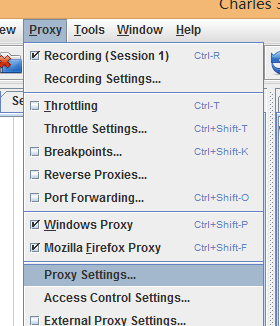 Charles 3
ew Proxy Tools Window Help
Se
Recording (Session 1) Ctrl-R
Recording Settings...
Throttling Ctrl-T
Throttle Settings... Ctrl+Shift-T
Breakpoints... Ctrl+Shift-K
Reverse Proxies...
Port Forwarding... Ctrl+Shift-O
Windows Proxy Ctrl+Shift-P
Mozilla Firefox Proxy Ctrl+Shift-F
Proxy Settings...
Access Control Settings...
External Proxy Settings...